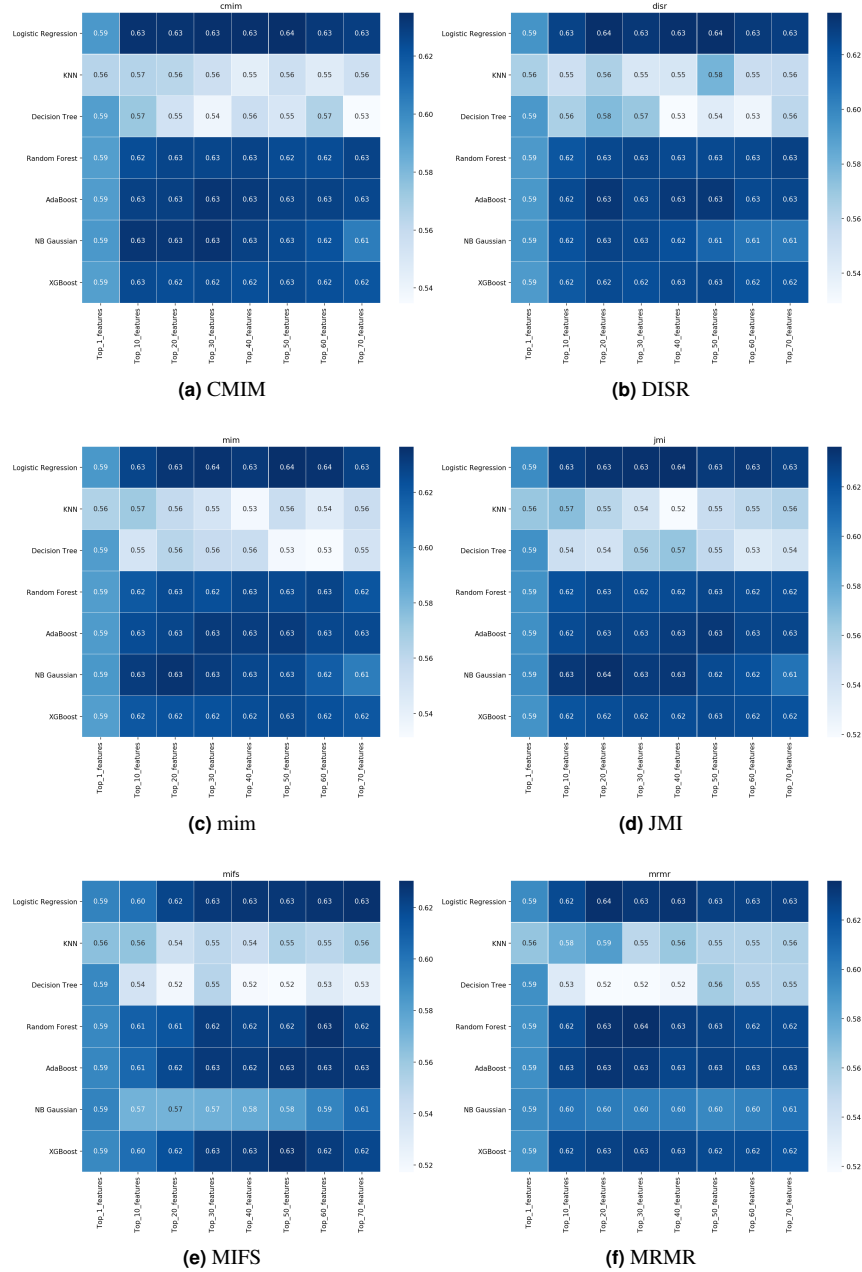 cmim
Logistic Regression 0.59 0.63 0.63 0.63 0.63 0.64 0.63 0.63
KNN 0.56 0.57 0.56 0.56 0.55 0.56 0.55 0.56
Decision Tree 0.59 0.57 0.55 0.54 0.56 0.55 0.57 0.53
Random Forest 0.59 0.62 0.63 0.63 0.63 0.62 0.62 0.63
AdaBoost 0.59 0.63 0.63 0.63 0.63 0.63 0.63 0.63
NB Gaussian 0.59 0.63 0.63 0.63 0.63 0.63 0.62 0.61
XGBoost 0.59 0.63 0.62 0.62 0.63 0.62 0.62 0.62
Top_1_features Top_10_features Top_20_features Top_30_features Top_40_features Top_50_features Top_60_features Top_70_features
0.62
0.60
0.58
0.56
0.54
(a) CMIM
disr
Logistic Regression 0.59 0.63 0.64 0.63 0.63 0.64 0.63 0.63
KNN 0.56 0.55 0.56 0.55 0.55 0.58 0.55 0.56
Decision Tree 0.59 0.56 0.58 0.57 0.53 0.54 0.53 0.56
Random Forest 0.59 0.62 0.63 0.62 0.63 0.63 0.63 0.63
AdaBoost 0.59 0.62 0.63 0.63 0.63 0.63 0.63 0.63
NB Gaussian 0.59 0.62 0.63 0.62 0.62 0.61 0.61 0.61
XGBoost 0.59 0.62 0.62 0.63 0.63 0.62 0.62 0.62
Top_1_features Top_10_features Top_20_features Top_30_features Top_40_features Top_50_features Top_60_features Top_70_features
0.62
0.60
0.58
0.56
0.54
(b) DISR
mim
Logistic Regression 0.59 0.63 0.63 0.64 0.63 0.64 0.64 0.63
KNN 0.56 0.57 0.56 0.55 0.53 0.56 0.54 0.56
Decision Tree 0.59 0.55 0.56 0.56 0.56 0.53 0.53 0.55
Random Forest 0.59 0.62 0.63 0.62 0.63 0.63 0.63 0.62
AdaBoost 0.59 0.63 0.63 0.63 0.63 0.63 0.63 0.63
NB Gaussian 0.59 0.63 0.63 0.63 0.63 0.63 0.62 0.61
XGBoost 0.59 0.62 0.62 0.62 0.63 0.62 0.62 0.62
Top_1_features Top_10_features Top_20_features Top_30_features Top_40_features Top_50_features Top_60_features Top_70_features
0.62
0.60
0.58
0.56
0.54
(c) mim
jmi
Logistic Regression 0.59 0.63 0.63 0.63 0.64 0.63 0.63 0.63
KNN 0.56 0.57 0.55 0.54 0.52 0.55 0.55 0.56
Decision Tree 0.59 0.54 0.54 0.56 0.57 0.55 0.53 0.54
Random Forest 0.59 0.62 0.62 0.63 0.62 0.63 0.62 0.62
AdaBoost 0.59 0.62 0.63 0.63 0.63 0.63 0.63 0.63
NB Gaussian 0.59 0.63 0.64 0.63 0.63 0.62 0.62 0.61
XGBoost 0.59 0.62 0.62 0.62 0.62 0.63 0.62 0.62
Top_1_features Top_10_features Top_20_features Top_30_features Top_40_features Top_50_features Top_60_features Top_70_features
0.62
0.60
0.58
0.56
0.54
0.52
(d) JMI
mifs
Logistic Regression 0.59 0.60 0.62 0.63 0.63 0.63 0.63 0.63
KNN 0.56 0.56 0.54 0.55 0.54 0.55 0.55 0.56
Decision Tree 0.59 0.54 0.52 0.55 0.52 0.52 0.53 0.53
Random Forest 0.59 0.61 0.61 0.62 0.62 0.62 0.63 0.62
AdaBoost 0.59 0.61 0.62 0.63 0.62 0.63 0.63 0.63
NB Gaussian 0.59 0.57 0.57 0.57 0.58 0.58 0.59 0.61
XGBoost 0.59 0.60 0.62 0.63 0.63 0.63 0.62 0.62
Top_1_features Top_10_features Top_20_features Top_30_features Top_40_features Top_50_features Top_60_features Top_70_features
0.62
0.60
0.58
0.56
0.54
0.52
(e) MIFS
mrmr
Logistic Regression 0.59 0.62 0.64 0.63 0.63 0.63 0.63 0.63
KNN 0.56 0.58 0.59 0.55 0.56 0.55 0.55 0.56
Decision Tree 0.59 0.53 0.52 0.52 0.52 0.56 0.55 0.55
Random Forest 0.59 0.62 0.63 0.64 0.63 0.63 0.62 0.62
AdaBoost 0.59 0.63 0.63 0.63 0.63 0.63 0.63 0.63
NB Gaussian 0.59 0.60 0.60 0.60 0.60 0.60 0.60 0.61
XGBoost 0.59 0.62 0.63 0.63 0.63 0.62 0.62 0.62
Top_1_features Top_10_features Top_20_features Top_30_features Top_40_features Top_50_features Top_60_features Top_70_features
0.62
0.60
0.58
0.56
0.54
0.52
(f) MRMR